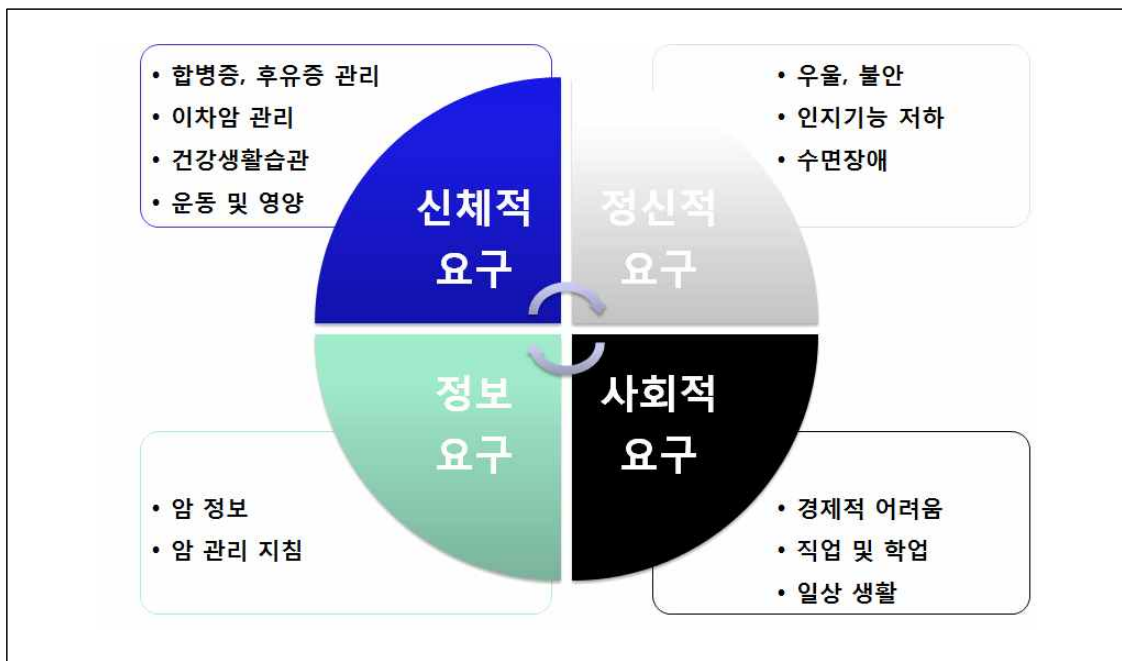 • 합병증, 후유증 관리
• 이차암 관리
• 건강생활습관
• 운동 및 영양
신체적
요구
• 우울, 불안
• 인지기능 저하
• 수면장애
정신적
요구
정보
요구
• 암 정보
• 암 관리 지침
사회적
요구
• 경제적 어려움
• 직업 및 학업
• 일상 생활